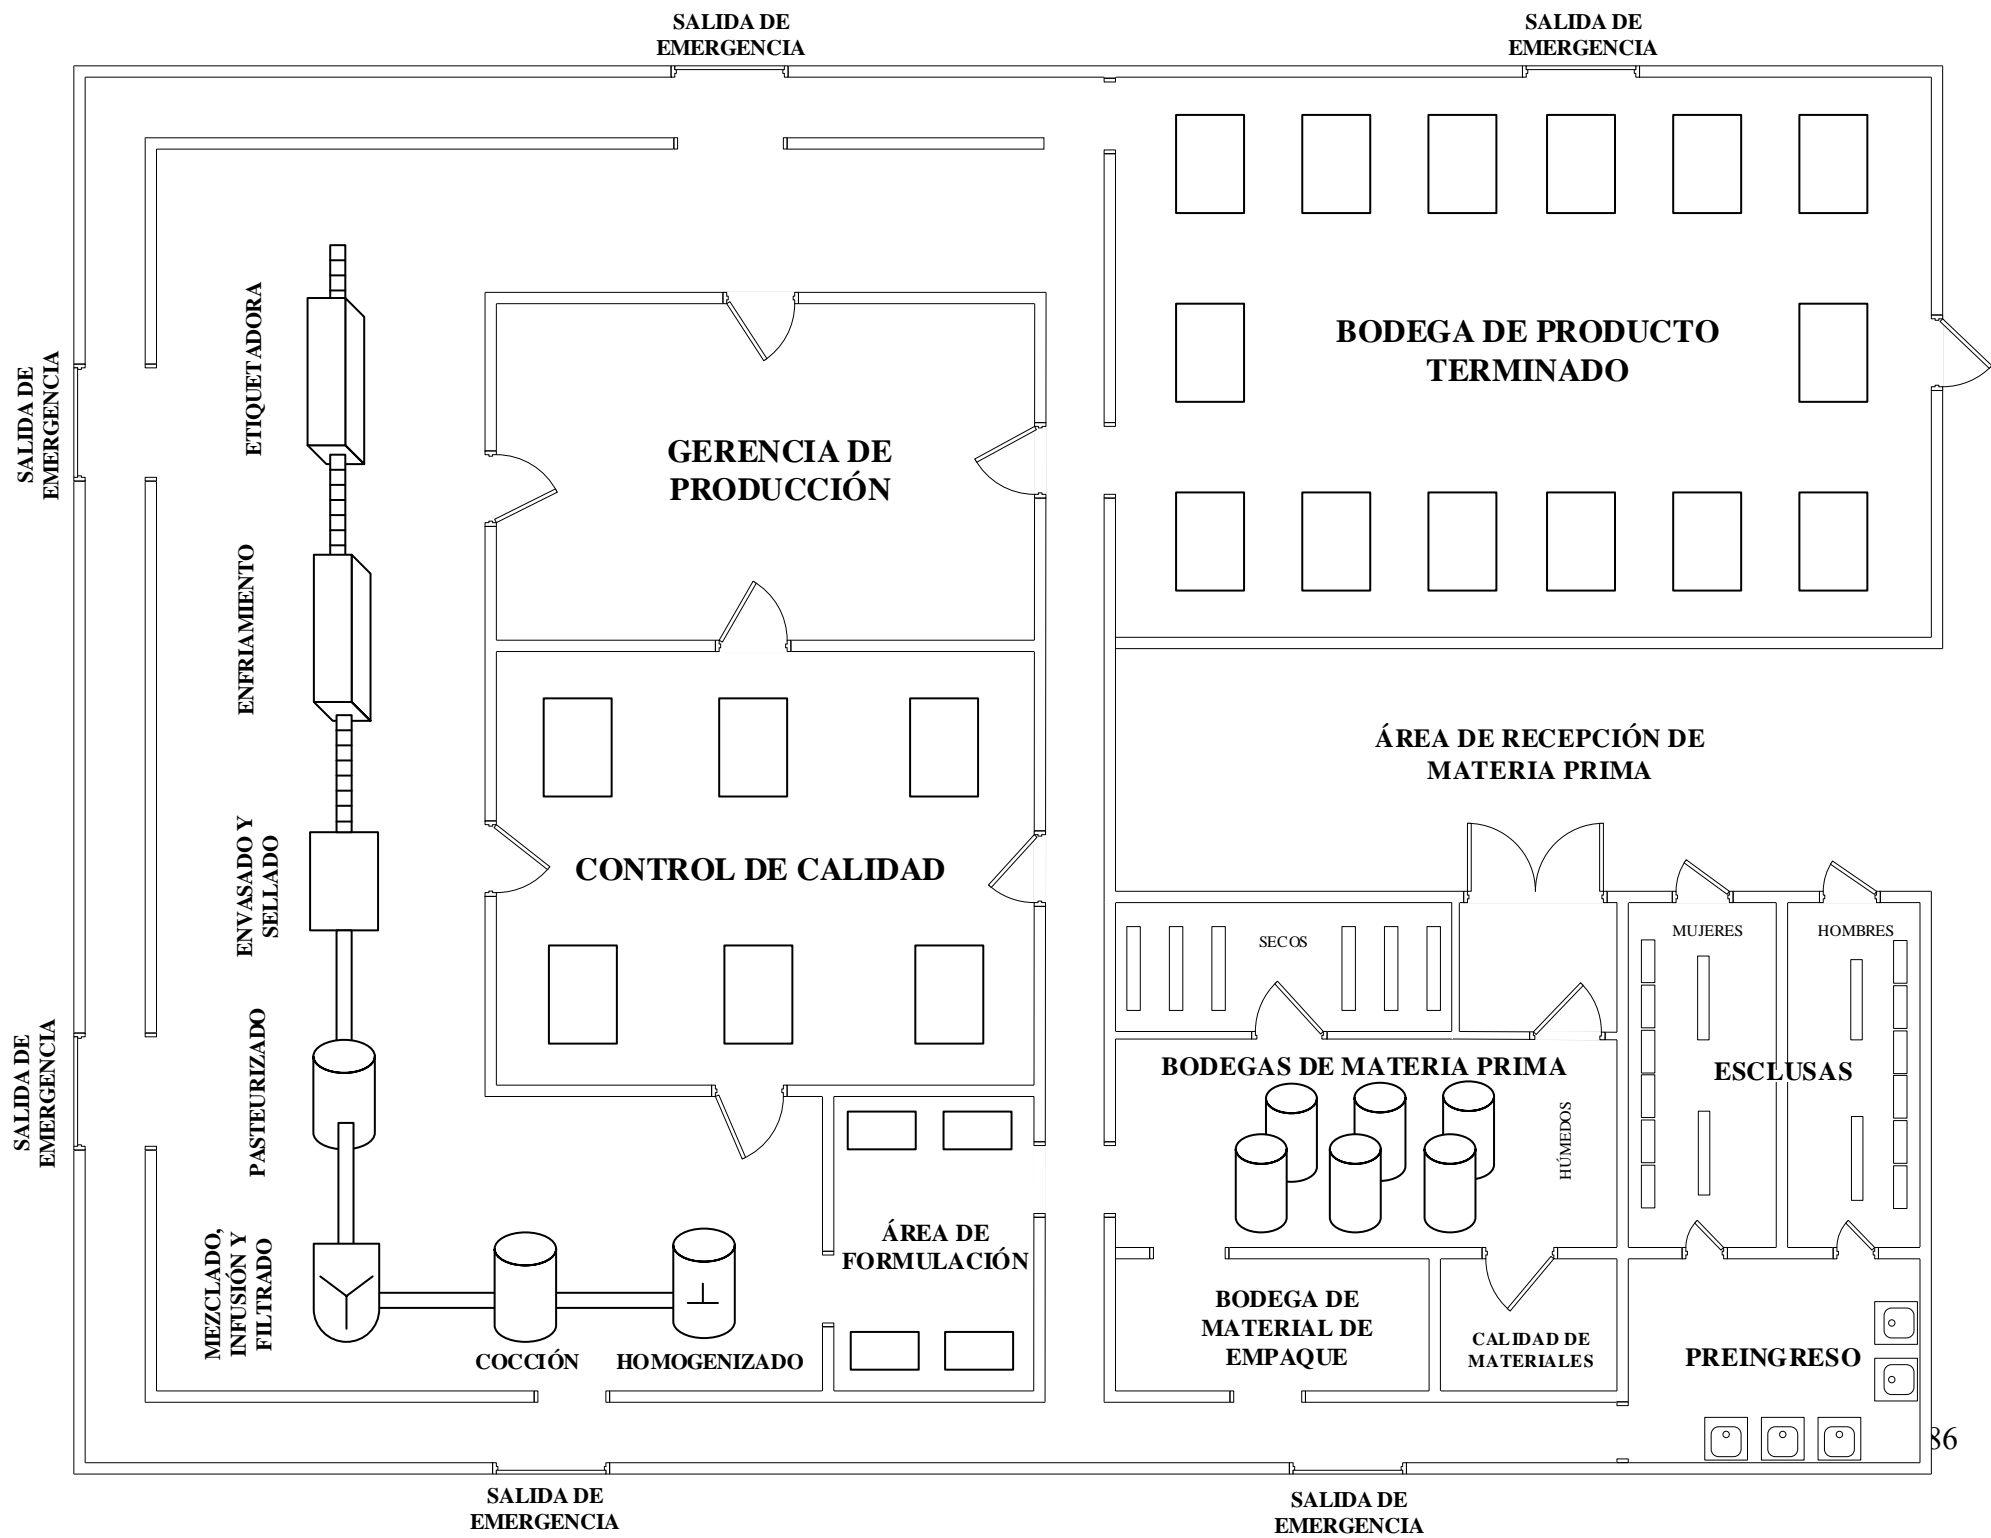 SALIDA DE
EMERGENCIA
SALIDA DE
EMERGENCIA
SALIDA DE
EMERGENCIA
ETIQUETADORA
BODEGA DE PRODUCTO
TERMINADO
GERENCIA DE
PRODUCCIÓN
ENFRIAMIENTO
ÁREA DE RECEPCIÓN DE
MATERIA PRIMA
ENVASADO Y
SELLADO
CONTROL DE CALIDAD
SECOS
MUJERES
HOMBRES
SALIDA DE
EMERGENCIA
PASTEURIZADO
BODEGAS DE MATERIA PRIMA
ESCLUSAS
HÚMEDOS
MEZCLADO,
INFUSIÓN Y
FILTRADO
ÁREA DE
FORMULACIÓN
COCCIÓN
HOMOGENIZADO
BODEGA DE
MATERIAL DE
EMPAQUE
CALIDAD DE
MATERIALES
PREINGRESO
86
SALIDA DE
EMERGENCIA
SALIDA DE
EMERGENCIA